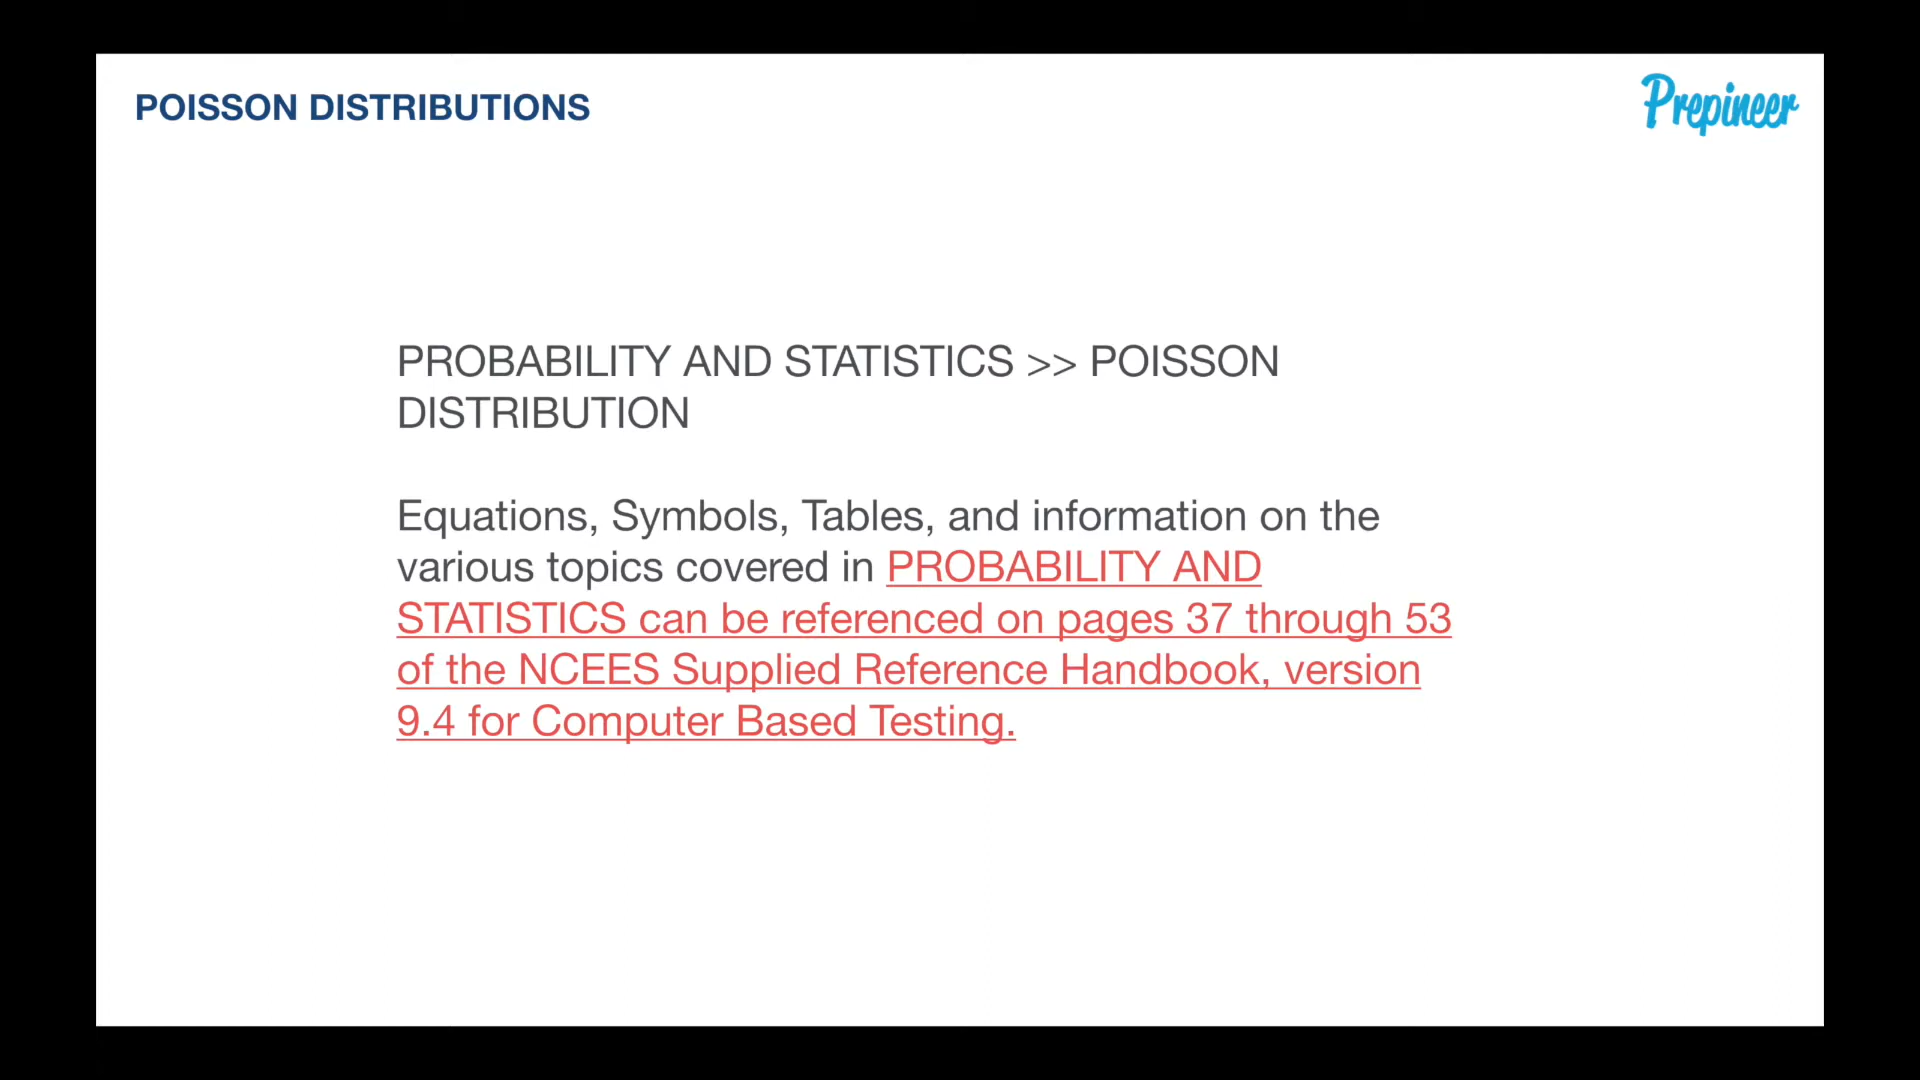 POISSON DISTRIBUTIONS
Prepineer
PROBABILITY AND STATISTICS >> POISSON
DISTRIBUTION
Equations, Symbols, Tables, and information on the
various topics covered in PROBABILITY AND
STATISTICS can be referenced on pages 37 through 53
of the NCEES Supplied Reference Handbook, version
9.4 for Computer Based Testing.